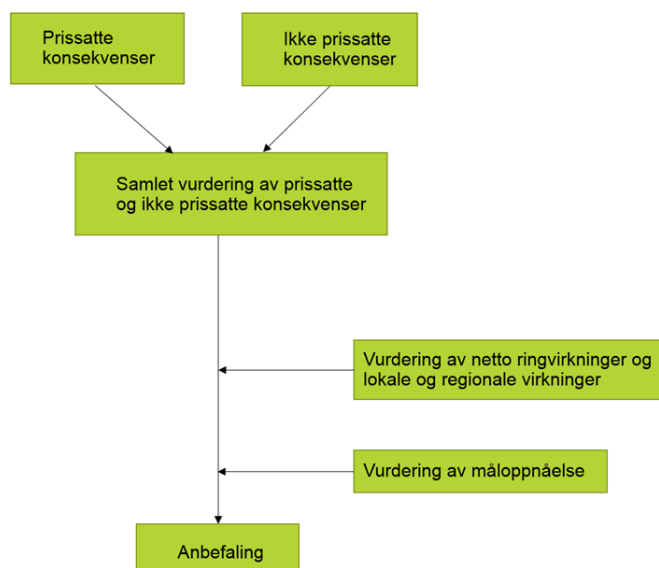 Prissatte
konsekvenser
Ikke prissatte
konsekvenser
Samlet vurdering av prissatte
og ikke prissatte konsekvenser
Vurdering av netto ringvirkninger og
lokale og regionale virkninger
Vurdering av måloppnåelse
Anbefaling